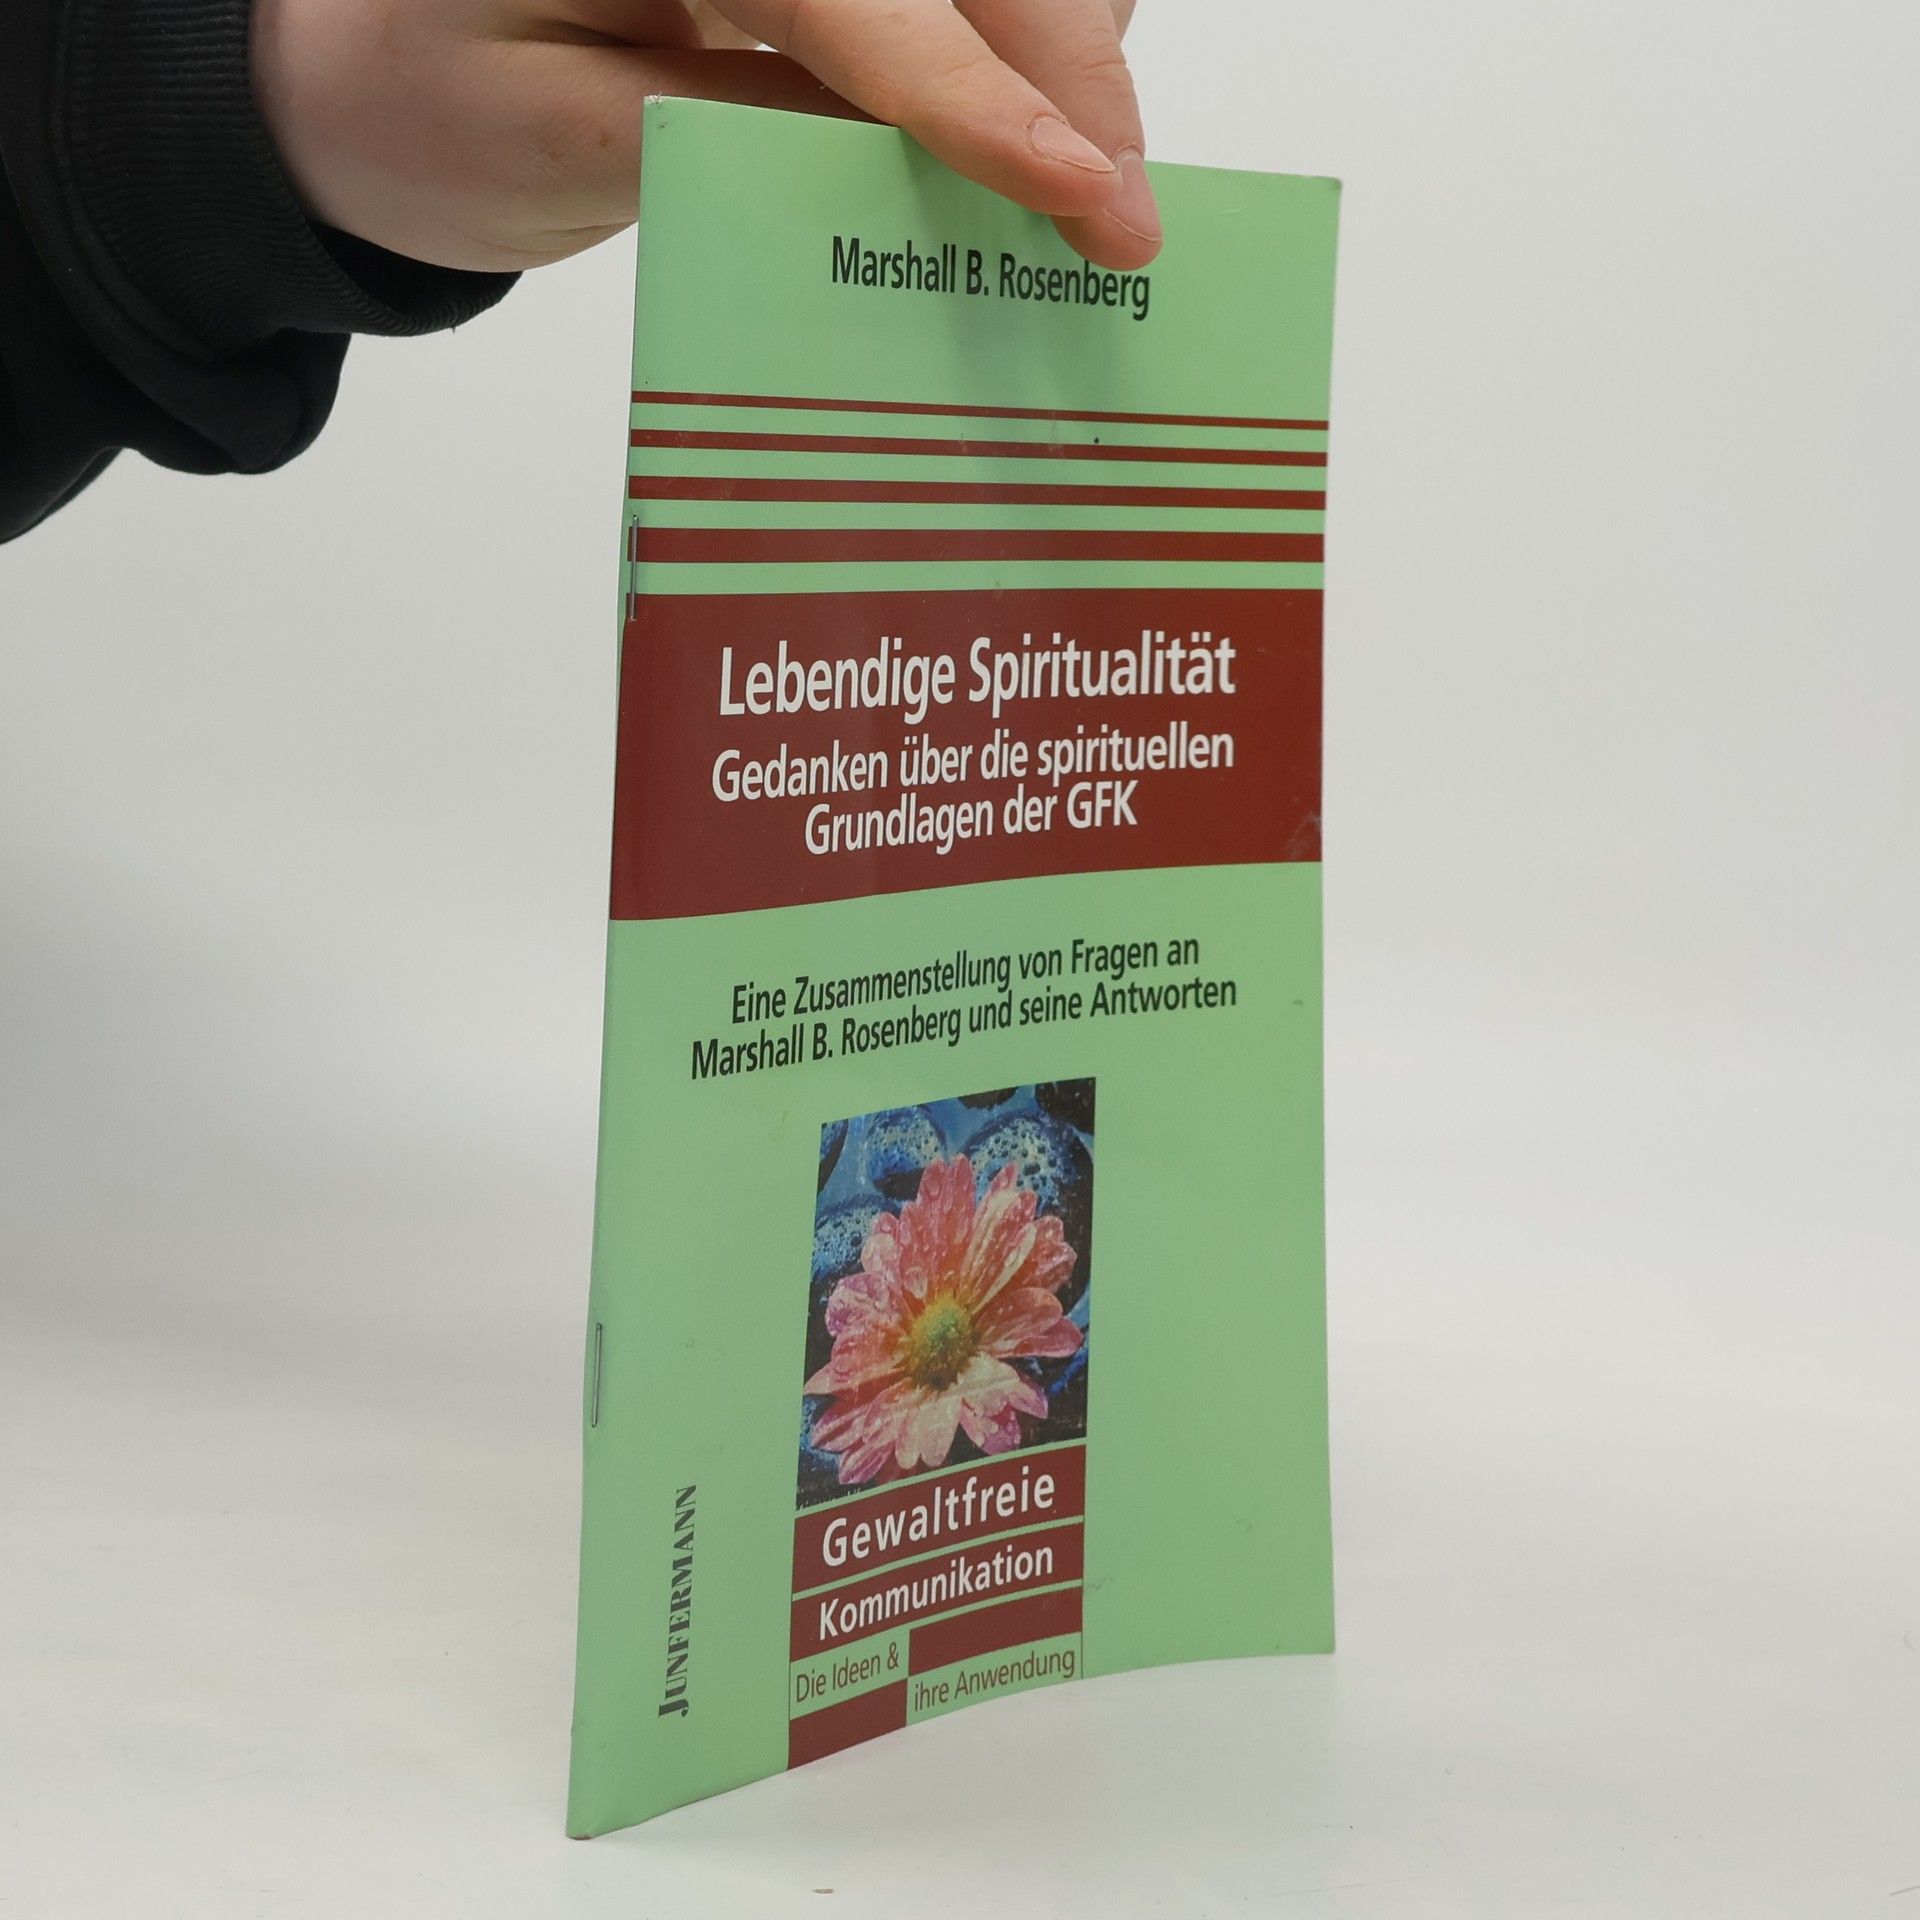 Marshall B. Rosenberg
Lebendige Spiritualität
Gedanken über die spirituellen
Grundlagen der GFK
Eine Zusammenstellung von Fragen an
Marshall B. Rosenberg und seine Antworten
Gewaltfreie
Kommunikation
Die Ideen &
ihre Anwendung
JUNFERMANN